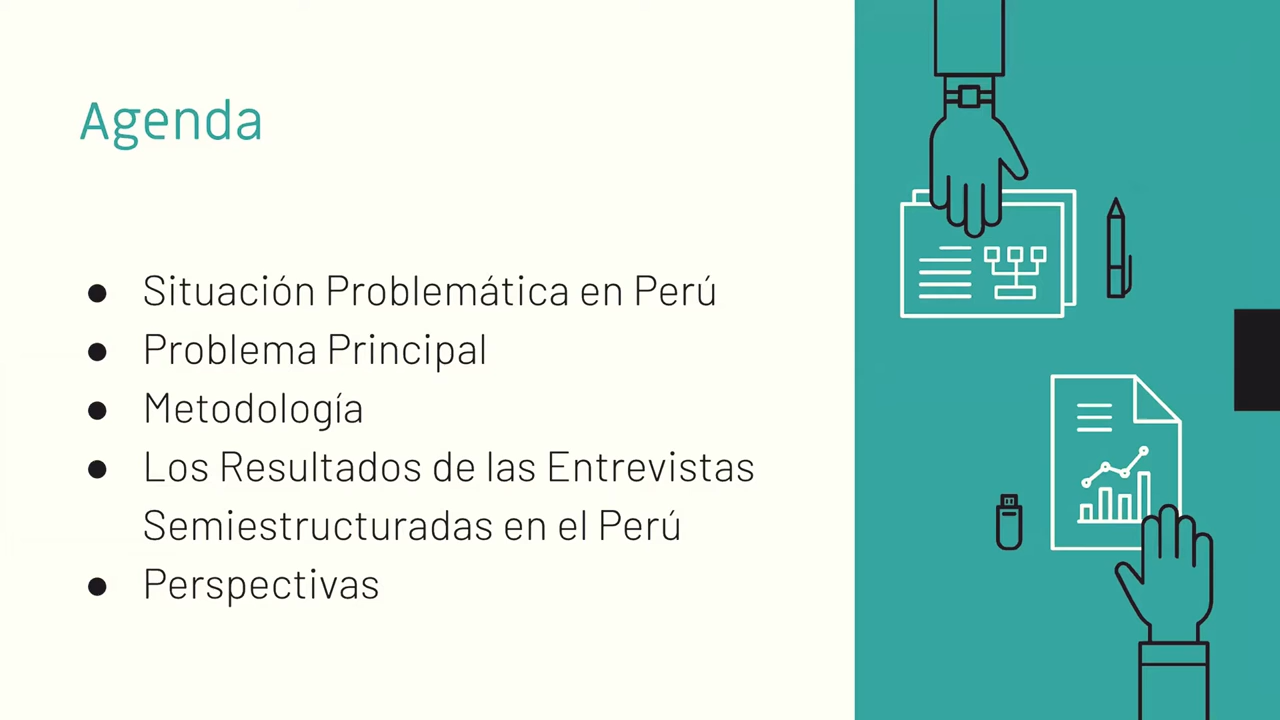 Agenda
● Situación Problemática en Perú
● Problema Principal
● Metodología
● Los Resultados de las Entrevistas
Semiestructuradas en el Perú
● Perspectivas